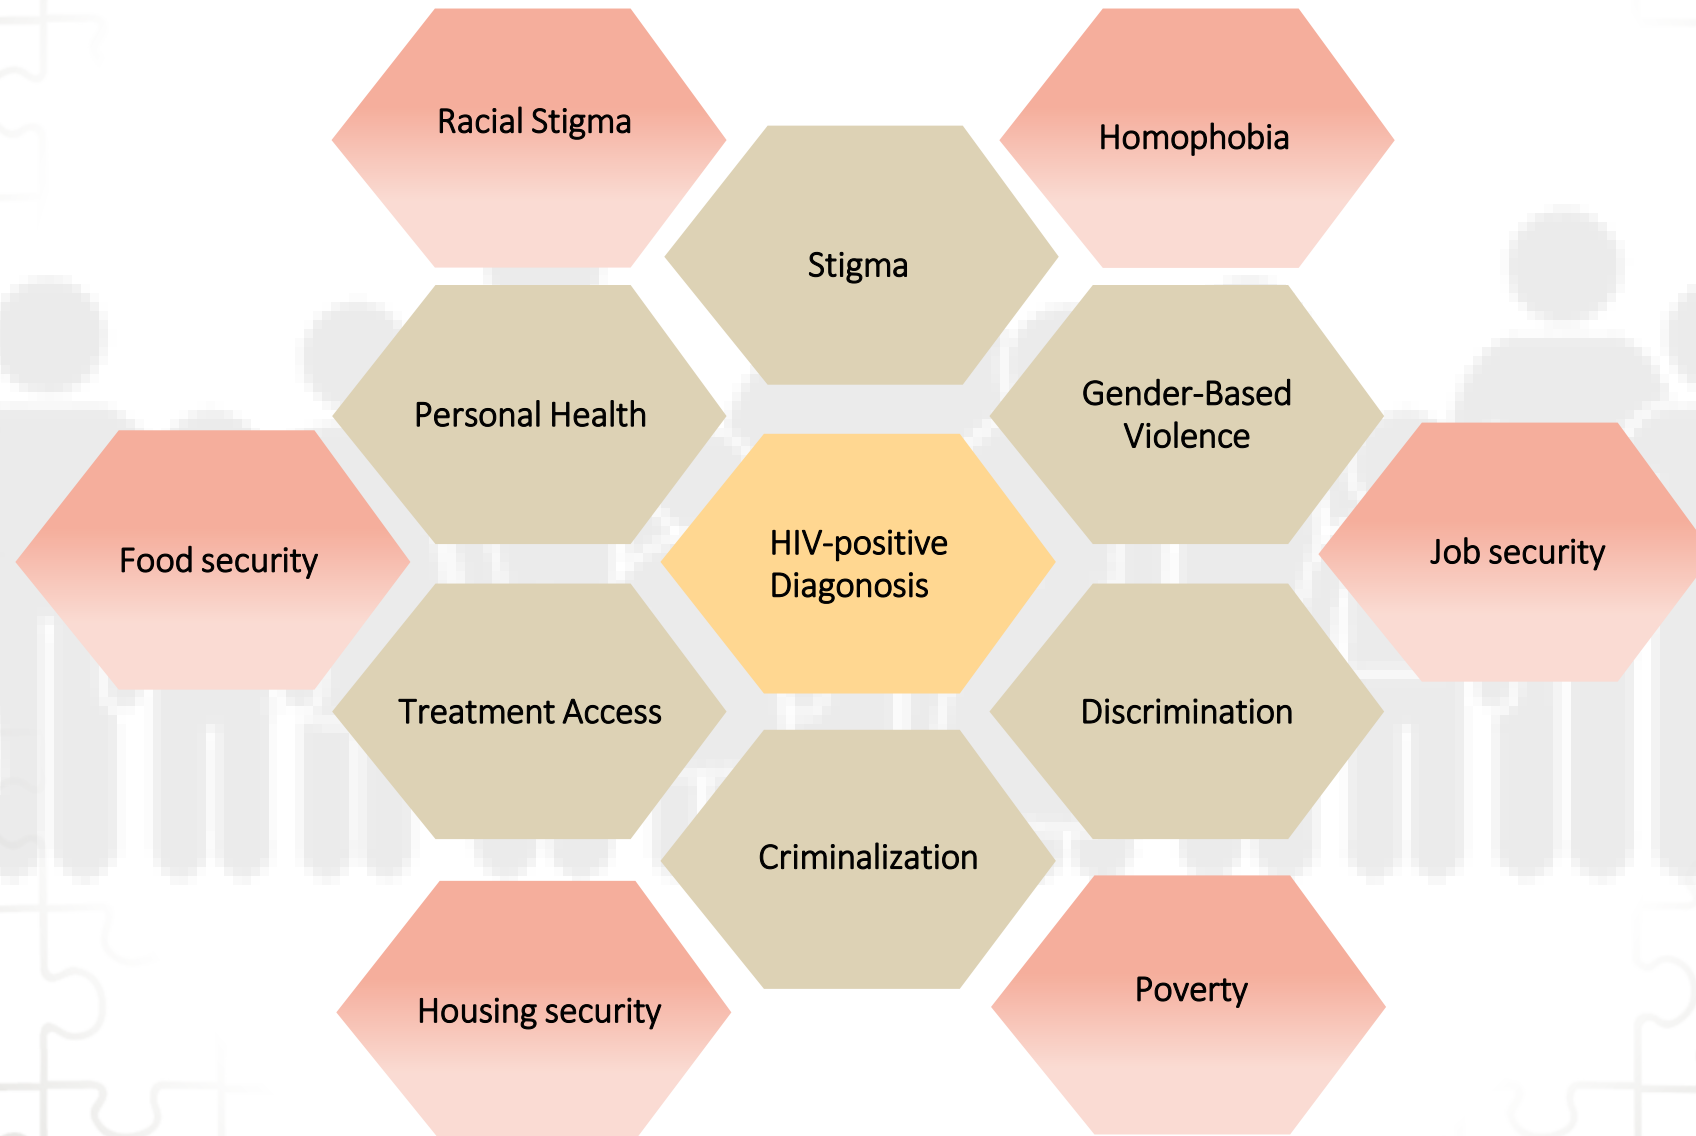 Racial Stigma
Homophobia
Stigma
Personal Health
Gender-Based
Violence
Food security
HIV-positive
Diagonosis
Job security
Treatment Access
Discrimination
Criminalization
Housing security
Poverty